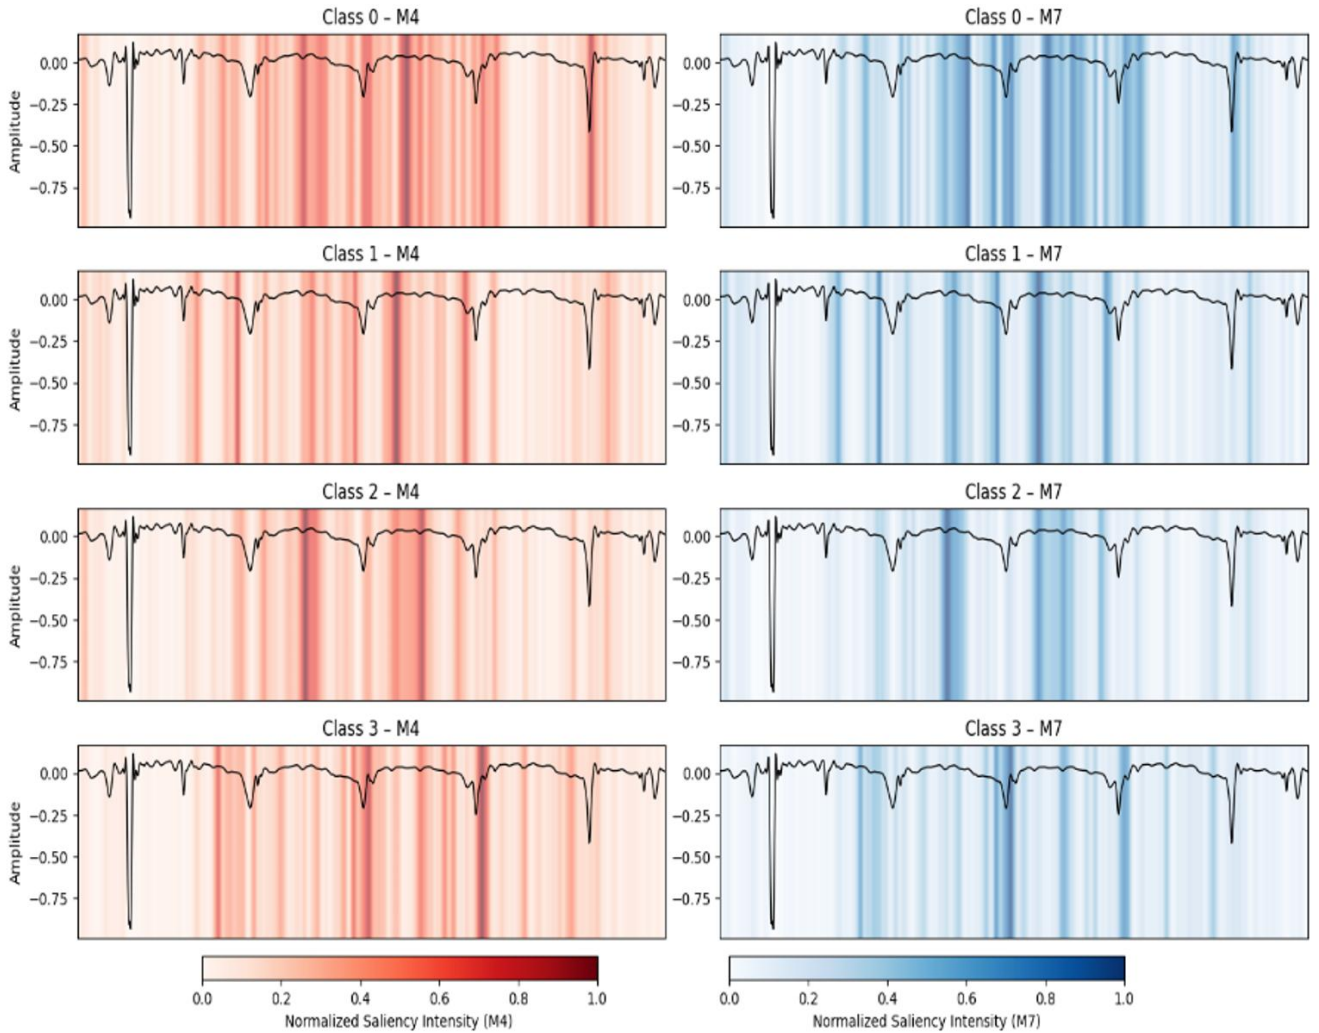 Class 0 – M4
Class 0 – M7
Amplitude
0.00
−0.25
−0.50
−0.75
0.00
−0.25
−0.50
−0.75
Class 1 – M4
Class 1 – M7
Amplitude
0.00
−0.25
−0.50
−0.75
0.00
−0.25
−0.50
−0.75
Class 2 – M4
Class 2 – M7
Amplitude
0.00
−0.25
−0.50
−0.75
0.00
−0.25
−0.50
−0.75
Class 3 – M4
Class 3 – M7
Amplitude
0.00
−0.25
−0.50
−0.75
0.00
−0.25
−0.50
−0.75
0.0 0.2 0.4 0.6 0.8 1.0
Normalized Saliency Intensity (M4)
0.0 0.2 0.4 0.6 0.8 1.0
Normalized Saliency Intensity (M7)